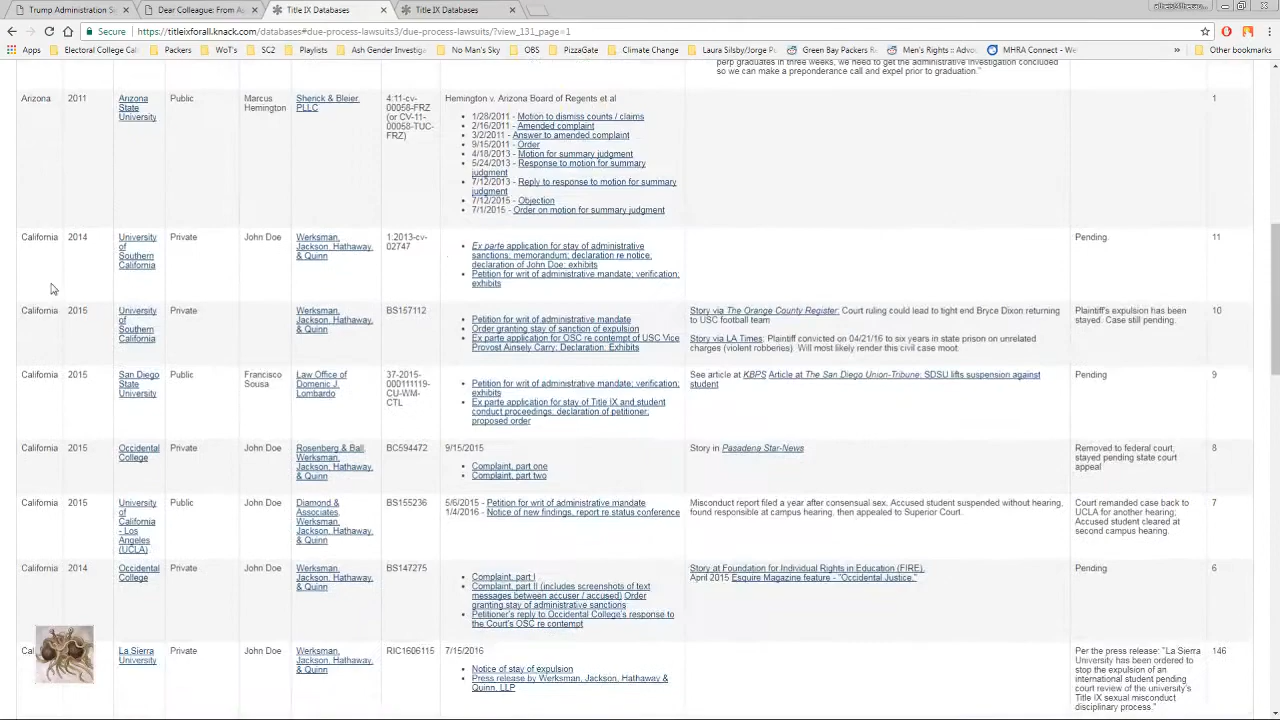 Trump Administration S
Dear Colleague: From A
Title IX Databases
Title IX Databases
Secure
https://titleixforall.knack.com/databases#due-process-lawsuits3/due-process-lawsuits/?view_131_page=1
Apps
Electoral College Cal
Packers
WoT's
SC2
Playlists
Ash Gender Investiga
No Man's Sky
OBS
PizzaGate
Climate Change
Laura Silsby/Jorge P
Green Bay Packers R
Men's Rights :: Advoc
MHRA Connect - We
Other bookmarks
perp graduates in three weeks, we need to get the administrative investigation concluded
so we can make a preponderance call and expel prior to graduation."
Arizona
2011
Arizona
State
University
Public
Marcus
Hemington
Sherick & Bleier,
PLLC
4:11-cv-
00058-FRZ
(or CV-11-
00058-TUC-
FRZ)
Hemington v. Arizona Board of Regents et al
1/28/2011 - Motion to dismiss counts / claims
2/16/2011 - Amended complaint
3/2/2011 - Answer to amended complaint
9/15/2011 - Order
4/18/2013 - Motion for summary judgment
5/24/2013 - Response to motion for summary
judgment
7/12/2013 - Reply to response to motion for summary
judgment
7/12/2015 - Objection
7/1/2015 - Order on motion for summary judgment
1
California
2014
University
of
Southern
California
Private
John Doe
Werksman,
Jackson, Hathaway,
& Quinn
1:2013-cv-
02747
Ex parte application for stay of administrative
sanctions; memorandum; declaration re notice,
declaration of John Doe; exhibits
Petition for writ of administrative mandate; verification;
exhibits
Pending.
11
California
2015
University
of
Southern
California
Private
Werksman,
Jackson, Hathaway,
& Quinn
BS157112
Petition for writ of administrative mandate
Order granting stay of sanction of expulsion
Ex parte application for OSC re contempt of USC Vice
Provost Ainsely Carry; Declaration; Exhibits
Story via The Orange County Register: Court ruling could lead to tight end Bryce Dixon returning
to USC football team
Story via LA Times: Plaintiff convicted on 04/21/16 to six years in state prison on unrelated
charges (violent robberies). Will most likely render this civil case moot.
Plaintiff's expulsion has been
stayed. Case still pending.
10
California
2015
San Diego
State
University
Public
Francisco
Sousa
Law Office of
Domenic J.
Lombardo
37-2015-
000111119-
CU-WM-
CTL
Petition for writ of administrative mandate; verification;
exhibits
Ex parte application for stay of Title IX and student
conduct proceedings, declaration of petitioner,
proposed order
See article at KBPS Article at The San Diego Union-Tribune: SDSU lifts suspension against
student
Pending
9
California
2015
Occidental
College
Private
John Doe
Rosenberg & Ball,
Werksman,
Jackson, Hathaway,
& Quinn
BC594472
9/15/2015
Complaint, part one
Complaint, part two
Story in Pasadena Star-News
Removed to federal court;
stayed pending state court
appeal
8
California
2015
University
of
California
- Los
Angeles
(UCLA)
Public
John Doe
Diamond &
Associates,
Werksman,
Jackson, Hathaway,
& Quinn
BS155236
5/6/2015 - Petition for writ of administrative mandate
1/4/2016 - Notice of new findings, report re status conference
Misconduct report filed a year after consensual sex. Accused student suspended without hearing,
found responsible at campus hearing, then appealed to Superior Court.
Court remanded case back to
UCLA for another hearing;
Accused student cleared at
second campus hearing.
7
California
2014
Occidental
College
Private
John Doe
Werksman,
Jackson, Hathaway,
& Quinn
BS147275
Complaint, part I
Complaint, part II (includes screenshots of text
messages between accuser / accused) Order
granting stay of administrative sanctions
Petitioner's reply to Occidental College's response to
the Court's OSC re contempt
Story at Foundation for Individual Rights in Education (FIRE).
April 2015 Esquire Magazine feature - "Occidental Justice."
Pending
6
Cal
La Sierra
University
Private
John Doe
Werksman,
Jackson, Hathaway,
& Quinn
RIC1606115
7/15/2016
Notice of stay of expulsion
Press release by Werksman, Jackson, Hathaway &
Quinn, LLP
Per the press release: "La Sierra
University has been ordered to
stop the expulsion of an
international student pending
court review of the university's
Title IX sexual misconduct
disciplinary process."
146